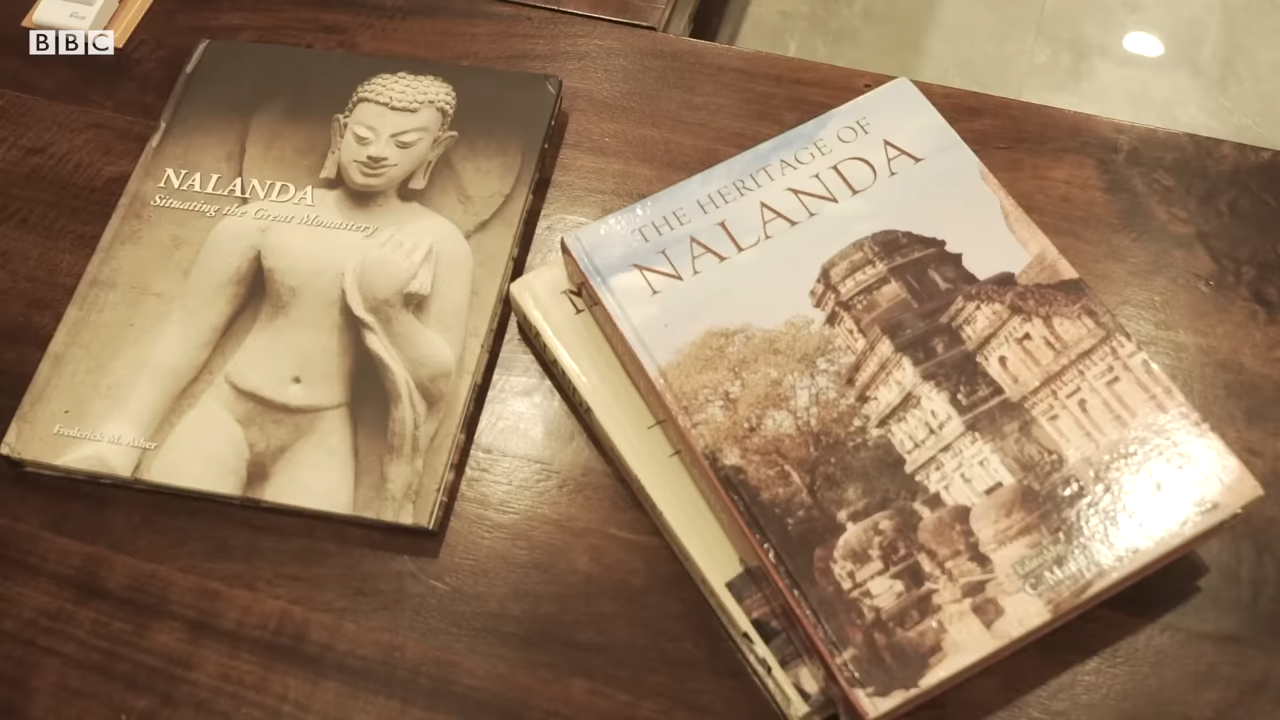 BBC
NALANDA
Situating the Great Monastery
Frederick M. Asher
THE HERITAGE OF
NALANDA